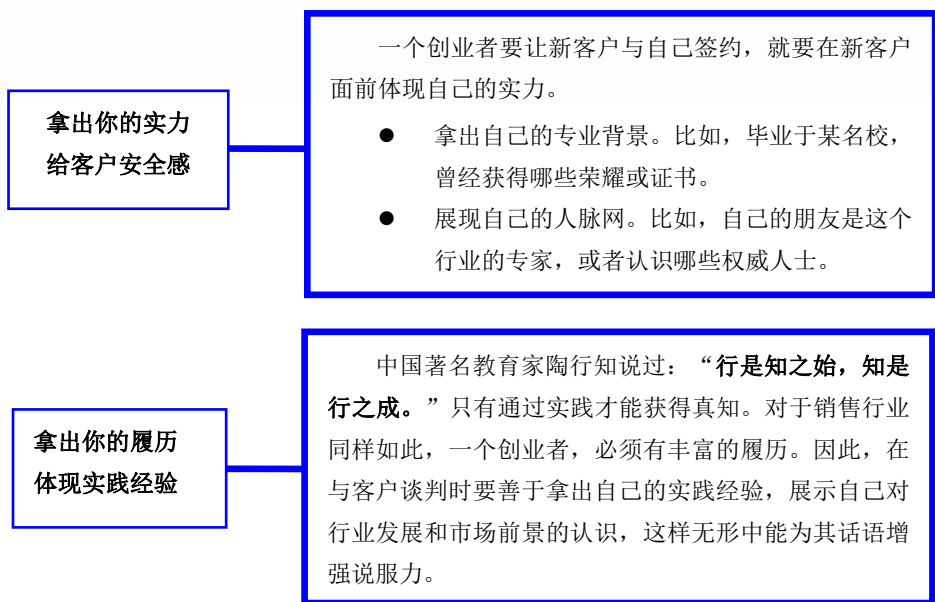 拿出你的实力
给客户安全感
一个创业者要让新客户与自己签约，就要在新客户
面前体现自己的实力。
● 拿出自己的专业背景。比如，毕业于某名校，
曾经获得哪些荣耀或证书。
● 展现自己的人脉网。比如，自己的朋友是这个
行业的专家，或者认识哪些权威人士。
拿出你的履历
体现实践经验
中国著名教育家陶行知说过：“行是知之始，知是
行之成。”只有通过实践才能获得真知。对于销售行业
同样如此，一个创业者，必须有丰富的履历。因此，在
与客户谈判时要善于拿出自己的实践经验，展示自己对
行业发展和市场前景的认识，这样无形中能为其话语增
强说服力。